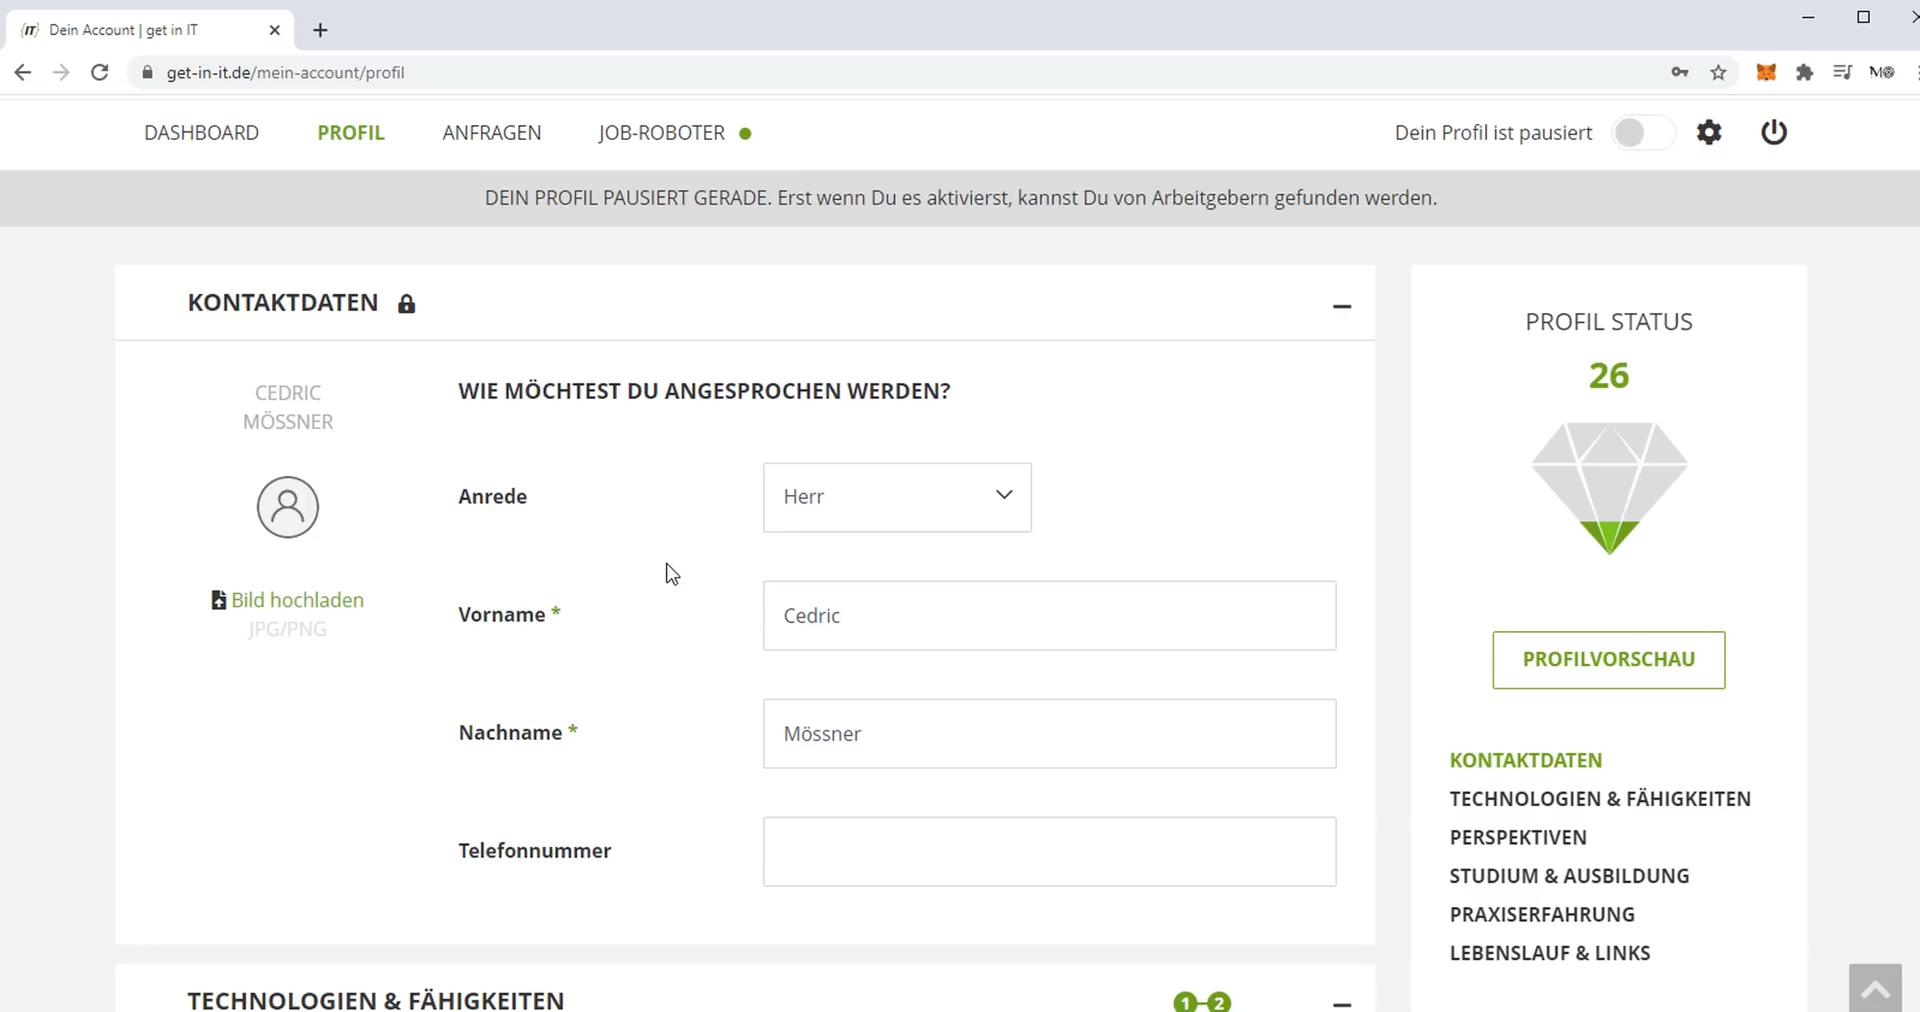 Dein Account | get in IT
get-in-it.de/mein-account/profil
DASHBOARD
PROFIL
ANFRAGEN
JOB-ROBOTER
Dein Profil ist pausiert
DEIN PROFIL PAUSIERT GERADE. Erst wenn Du es aktivierst, kannst Du von Arbeitgebern gefunden werden.
KONTAKTDATEN
CEDRIC
MÖSSNER
Bild hochladen
JPG/PNG
WIE MÖCHTEST DU ANGESPROCHEN WERDEN?
Anrede
Herr
Vorname *
Cedric
Nachname *
Mössner
Telefonnummer
TECHNOLOGIEN & FÄHIGKEITEN
1 2
PROFIL STATUS
26
PROFILVORSCHAU
KONTAKTDATEN
TECHNOLOGIEN & FÄHIGKEITEN
PERSPEKTIVEN
STUDIUM & AUSBILDUNG
PRAXISERFAHRUNG
LEBENSLAUF & LINKS